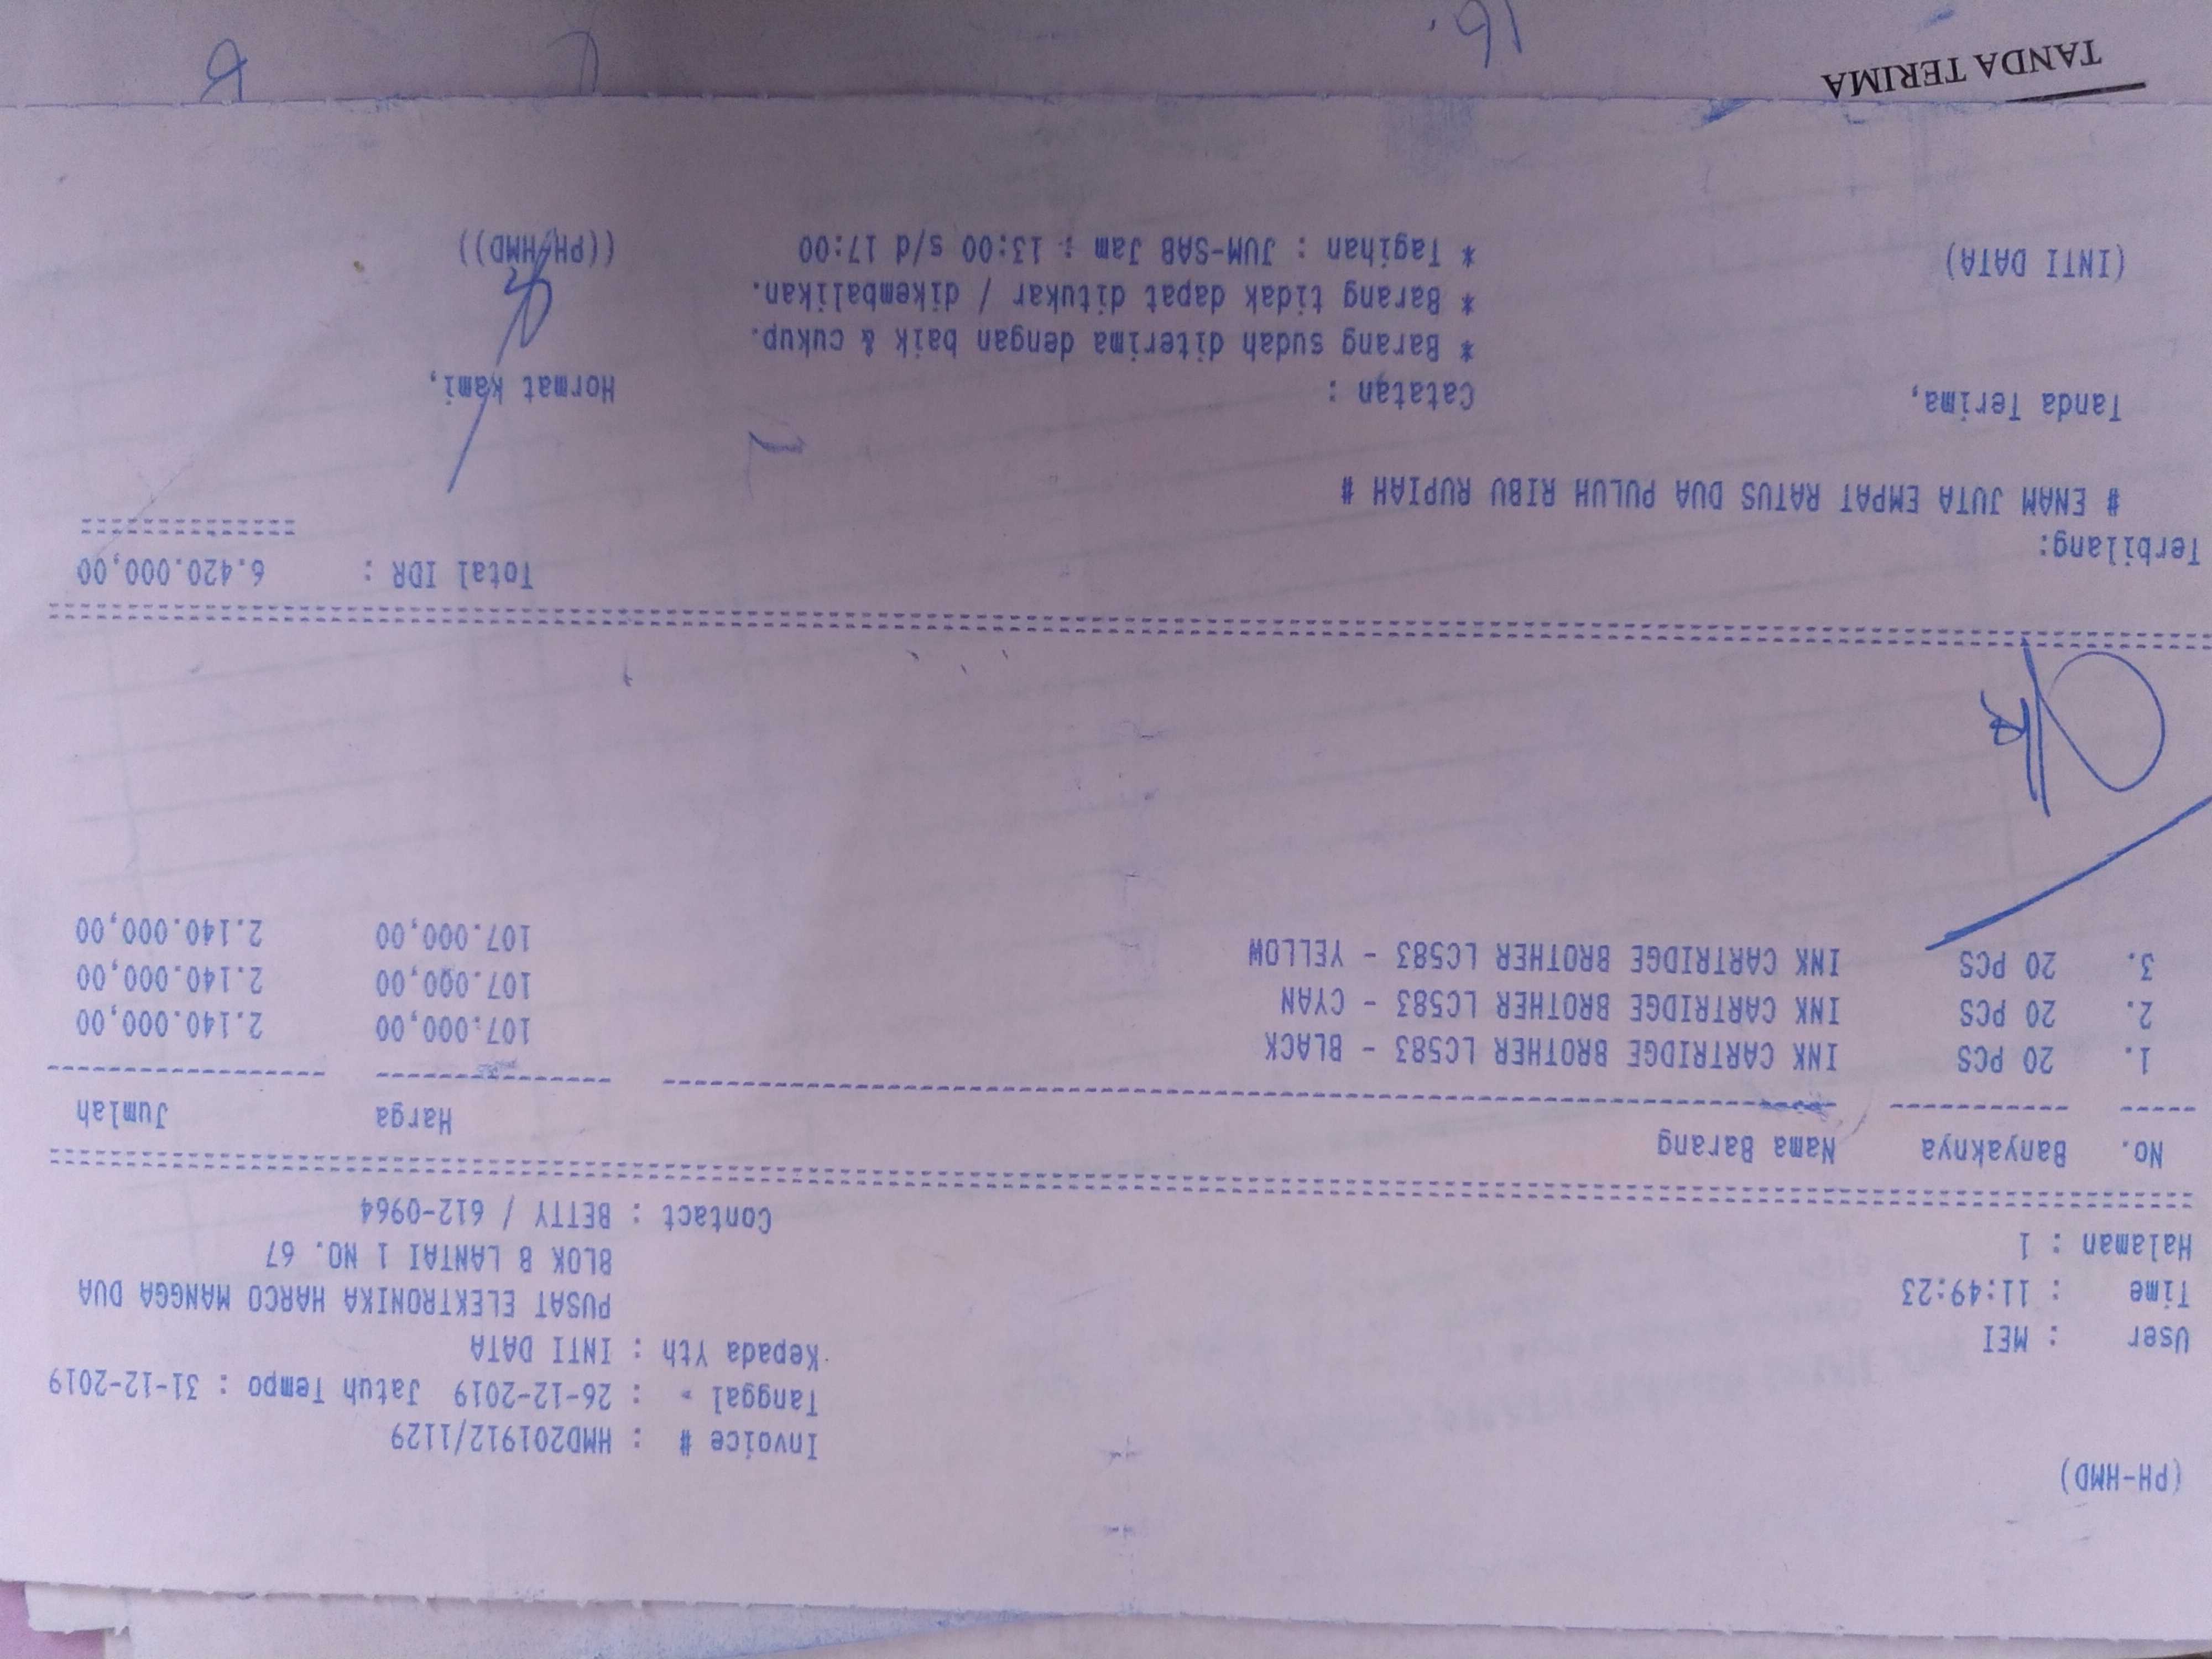 (PH-HMD)
Invoice # : HMD201912/1129
Tanggal : 26-12-2019 Jatuh Tempo : 31-12-2019
User : MEI
Kepada Yth : INTI DATA
Time : 11:49:23
PUSAT ELEKTRONIKA HARCO MANGGA DUA
Halaman : 1
BLOK B LANTAI 1 NO. 67
Contact : BETTY / 612-0964
No. Banyaknya Nama Barang Harga Jumlah
1. 20 PCS INK CARTRIDGE BROTHER LC583 - BLACK 107.000,00 2.140.000,00
2. 20 PCS INK CARTRIDGE BROTHER LC583 - CYAN 107.000,00 2.140.000,00
3. 20 PCS INK CARTRIDGE BROTHER LC583 - YELLOW 107.000,00 2.140.000,00
Terbilang: Total IDR : 6.420.000,00
# ENAM JUTA EMPAT RATUS DUA PULUH RIBU RUPIAH #
Tanda Terima, Catatan : Hormat kami,
* Barang sudah diterima dengan baik & cukup.
* Barang tidak dapat ditukar / dikembalikan.
(INTI DATA) * Tagihan : JUM-SAB Jam : 13:00 s/d 17:00 ((PH-HMD))
TANDA TERIMA